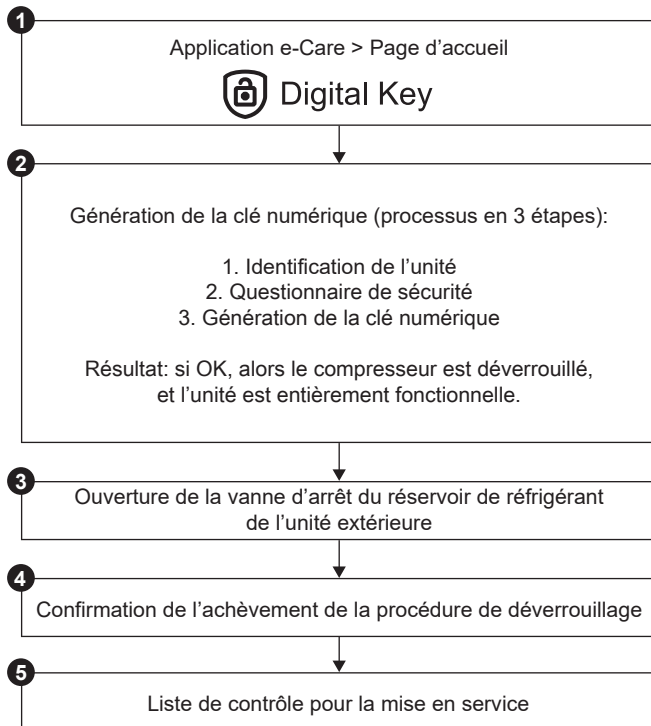 1
Application e-Care > Page d’accueil
Digital Key
2
Génération de la clé numérique (processus en 3 étapes):
1. Identification de l’unité
2. Questionnaire de sécurité
3. Génération de la clé numérique
Résultat: si OK, alors le compresseur est déverrouillé,
et l’unité est entièrement fonctionnelle.
3
Ouverture de la vanne d’arrêt du réservoir de réfrigérant
de l’unité extérieure
4
Confirmation de l’achèvement de la procédure de déverrouillage
5
Liste de contrôle pour la mise en service